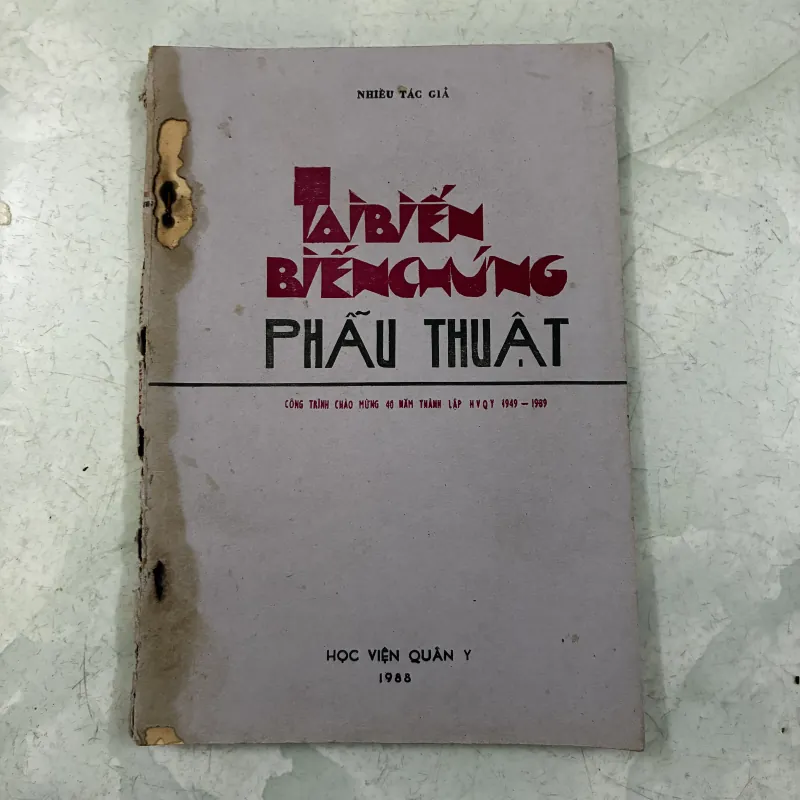 NHIỀU TÁC GIẢ
TAI BIẾN
BIẾN CHỨNG
PHẪU THUẬT
CÔNG TRÌNH CHÀO MỪNG 40 NĂM THÀNH LẬP HVQY 1949 - 1989
HỌC VIỆN QUÂN Y
1988